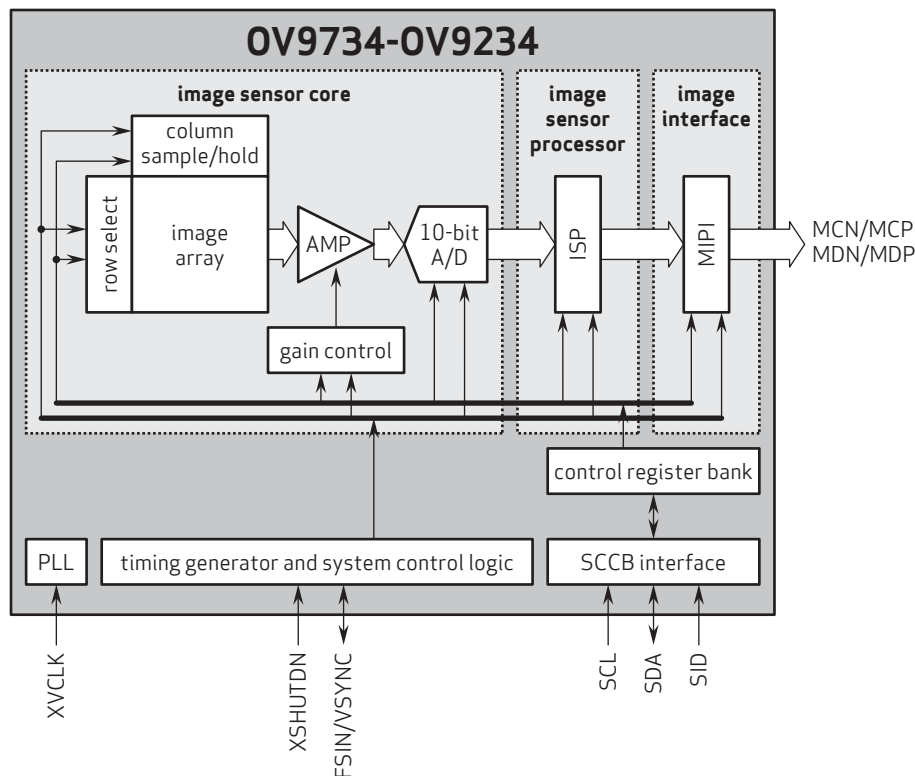 OV9734-OV9234
image sensor core
image
sensor
processor
image
interface
column
sample/hold
row select
image
array
AMP
10-bit
A/D
ISP
MIPI
MCN/MCP
MDN/MDP
gain control
control register bank
PLL
timing generator and system control logic
SCCB interface
XVCLK
XSHUTDN
FSIN/VSYNC
SCL
SDA
SID